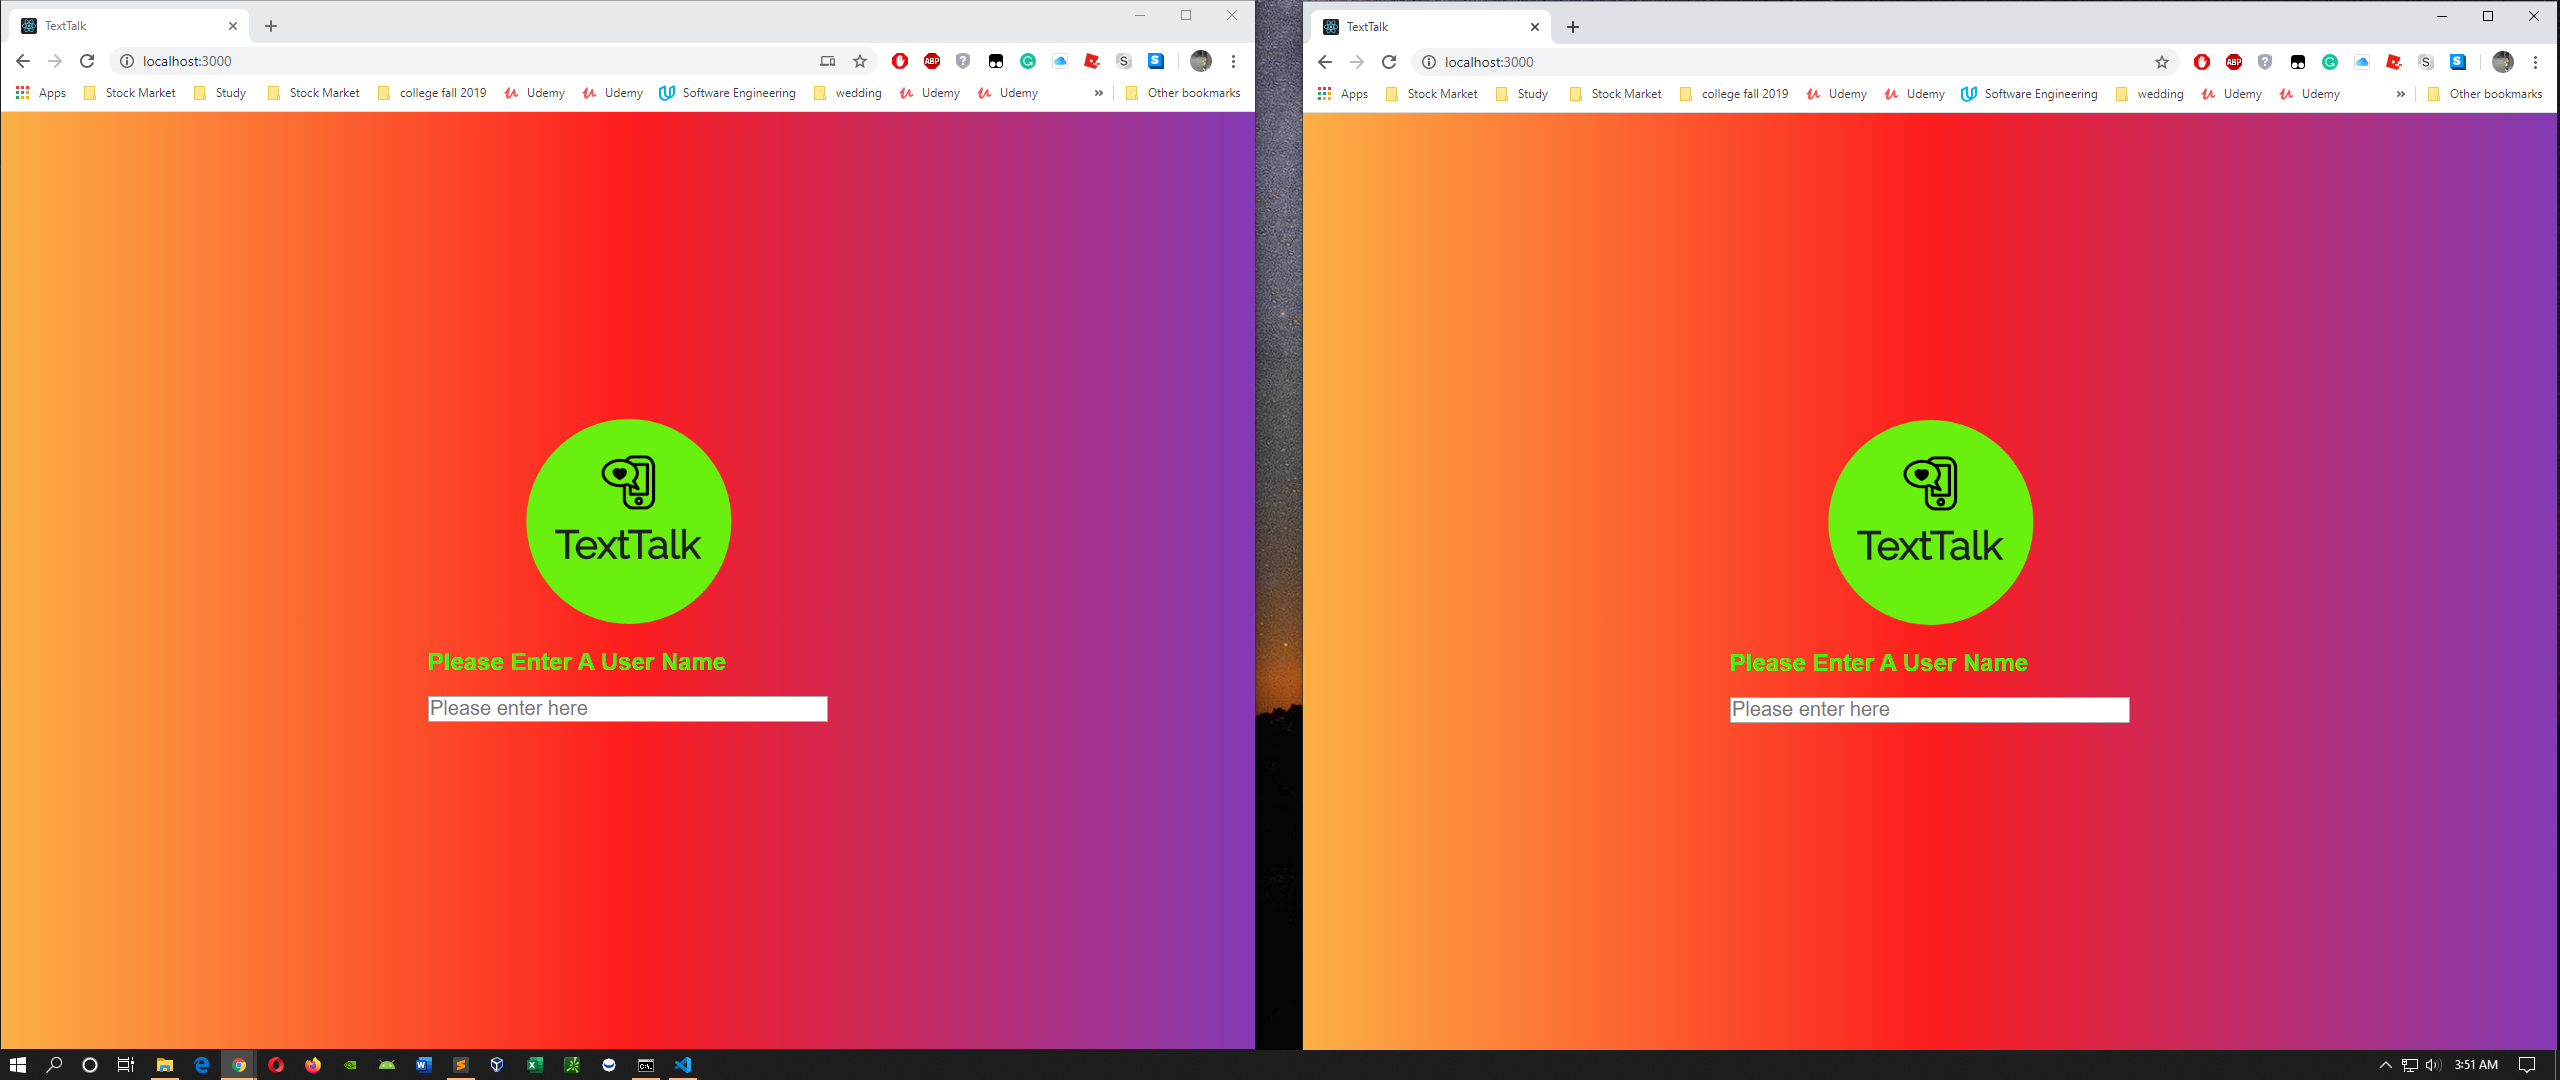 TextTalk
localhost:3000
Apps Stock Market Study Stock Market college fall 2019 Udemy Udemy Software Engineering wedding Udemy Udemy » Other bookmarks
TextTalk
Please Enter A User Name
Please enter here
TextTalk
localhost:3000
Apps Stock Market Study Stock Market college fall 2019 Udemy Udemy Software Engineering wedding Udemy Udemy » Other bookmarks
TextTalk
Please Enter A User Name
Please enter here
3:51 AM